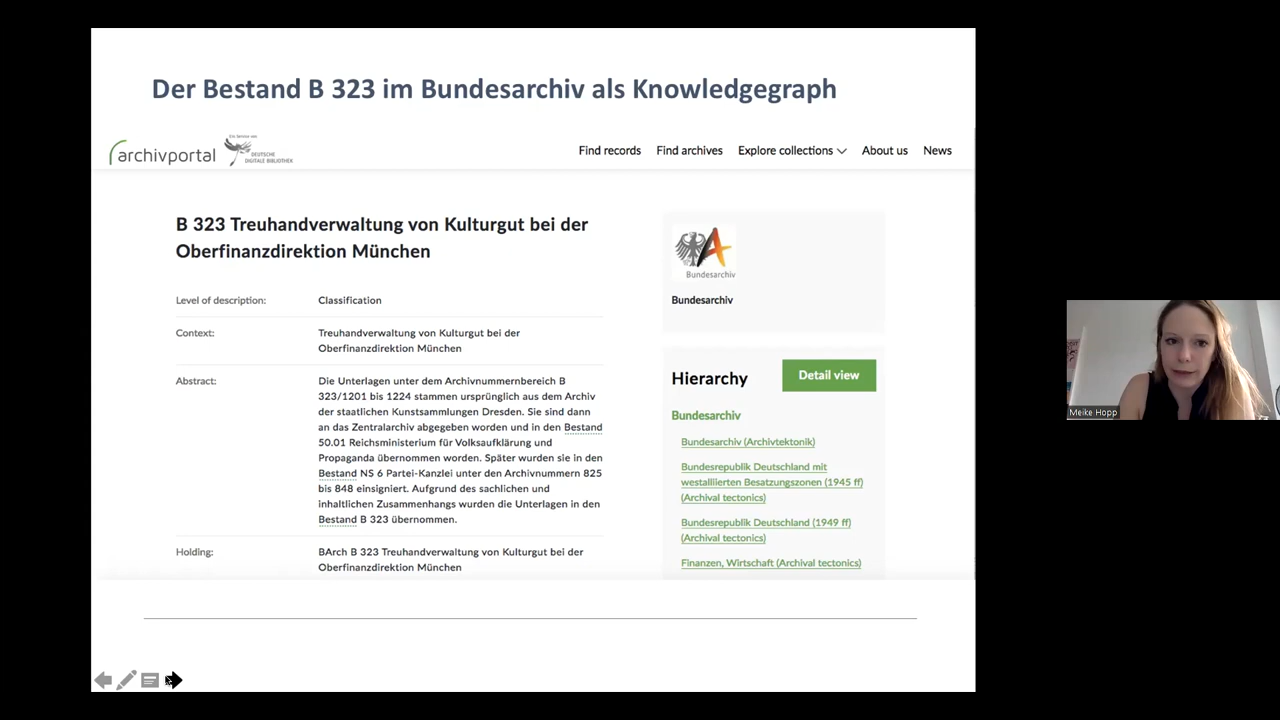 Der Bestand B 323 im Bundesarchiv als Knowledgegraph
archivportal
Ein Service von
DEUTSCHE
DIGITALE BIBLIOTHEK
Find records Find archives Explore collections About us News
B 323 Treuhandverwaltung von Kulturgut bei der
Oberfinanzdirektion München
Level of description: Classification
Context: Treuhandverwaltung von Kulturgut bei der
Oberfinanzdirektion München
Abstract: Die Unterlagen unter dem Archivnummernbereich B
323/1201 bis 1224 stammen ursprünglich aus dem Archiv
der staatlichen Kunstsammlungen Dresden. Sie sind dann
an das Zentralarchiv abgegeben worden und in den Bestand
50.01 Reichsministerium für Volksaufklärung und
Propaganda übernommen worden. Später wurden sie in den
Bestand NS 6 Partei-Kanzlei unter den Archivnummern 825
bis 848 einsigniert. Aufgrund des sachlichen und
inhaltlichen Zusammenhangs wurden die Unterlagen in den
Bestand B 323 übernommen.
Holding: BArch B 323 Treuhandverwaltung von Kulturgut bei der
Oberfinanzdirektion München
Bundesarchiv
Bundesarchiv
Hierarchy Detail view
Bundesarchiv
Bundesarchiv (Archivtektonik)
Bundesrepublik Deutschland mit
westalliierten Besatzungszonen (1945 ff)
(Archival tectonics)
Bundesrepublik Deutschland (1949 ff)
(Archival tectonics)
Finanzen, Wirtschaft (Archival tectonics)
Meike Hopp